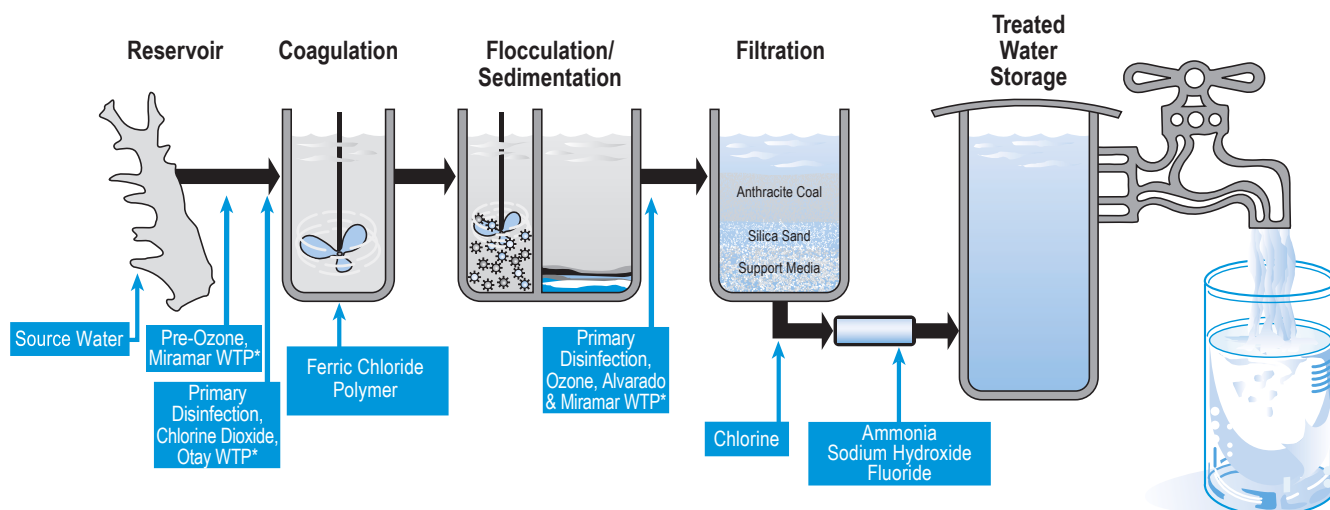 Reservoir
Coagulation
Flocculation/
Sedimentation
Filtration
Treated
Water
Storage
Anthracite Coal
Silica Sand
Support Media
Source Water
Pre-Ozone,
Miramar WTP*
Primary
Disinfection,
Chlorine Dioxide,
Otay WTP*
Ferric Chloride
Polymer
Primary
Disinfection,
Ozone, Alvarado
& Miramar WTP*
Chlorine
Ammonia
Sodium Hydroxide
Fluoride